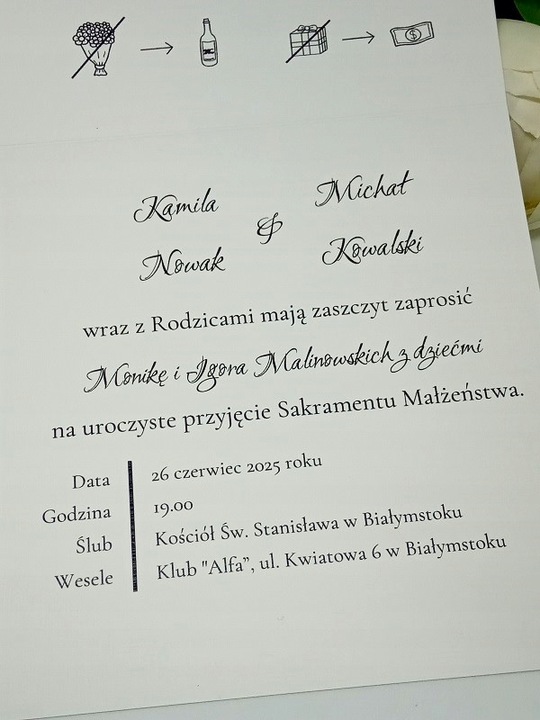 Kamila
Nowak
&
Michał
Kowalski
wraz z Rodzicami mają zaszczyt zaprosić
Monikę i Igora Malinowskich z dziećmi
na uroczyste przyjęcie Sakramentu Małżeństwa.
Data 26 czerwiec 2025 roku
Godzina 19.00
Ślub Kościół Św. Stanisława w Białymstoku
Wesele Klub "Alfa”, ul. Kwiatowa 6 w Białymstoku